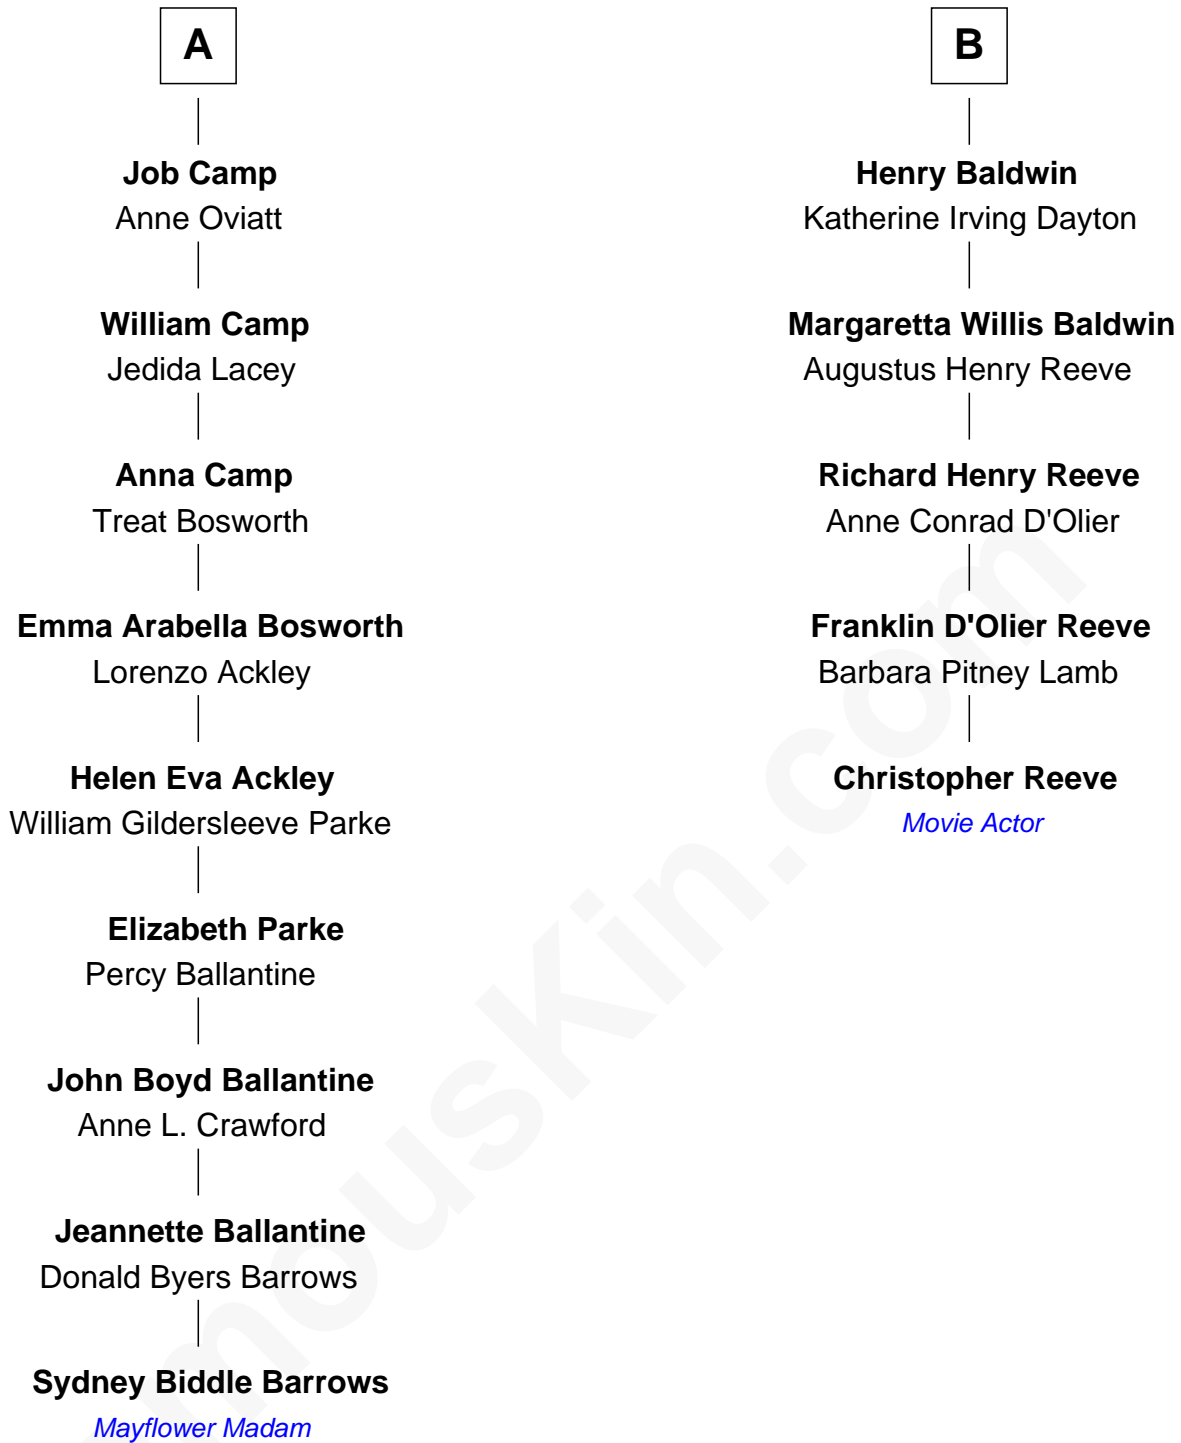 A
Job Camp
Anne Oviatt
William Camp
Jedida Lacey
Anna Camp
Treat Bosworth
Emma Arabella Bosworth
Lorenzo Ackley
Helen Eva Ackley
William Gildersleeve Parke
Elizabeth Parke
Percy Ballantine
John Boyd Ballantine
Anne L. Crawford
Jeannette Ballantine
Donald Byers Barrows
Sydney Biddle Barrows
Mayflower Madam
B
Henry Baldwin
Katherine Irving Dayton
Margaretta Willis Baldwin
Augustus Henry Reeve
Richard Henry Reeve
Anne Conrad D'Olier
Franklin D'Olier Reeve
Barbara Pitney Lamb
Christopher Reeve
Movie Actor
mouskin.com